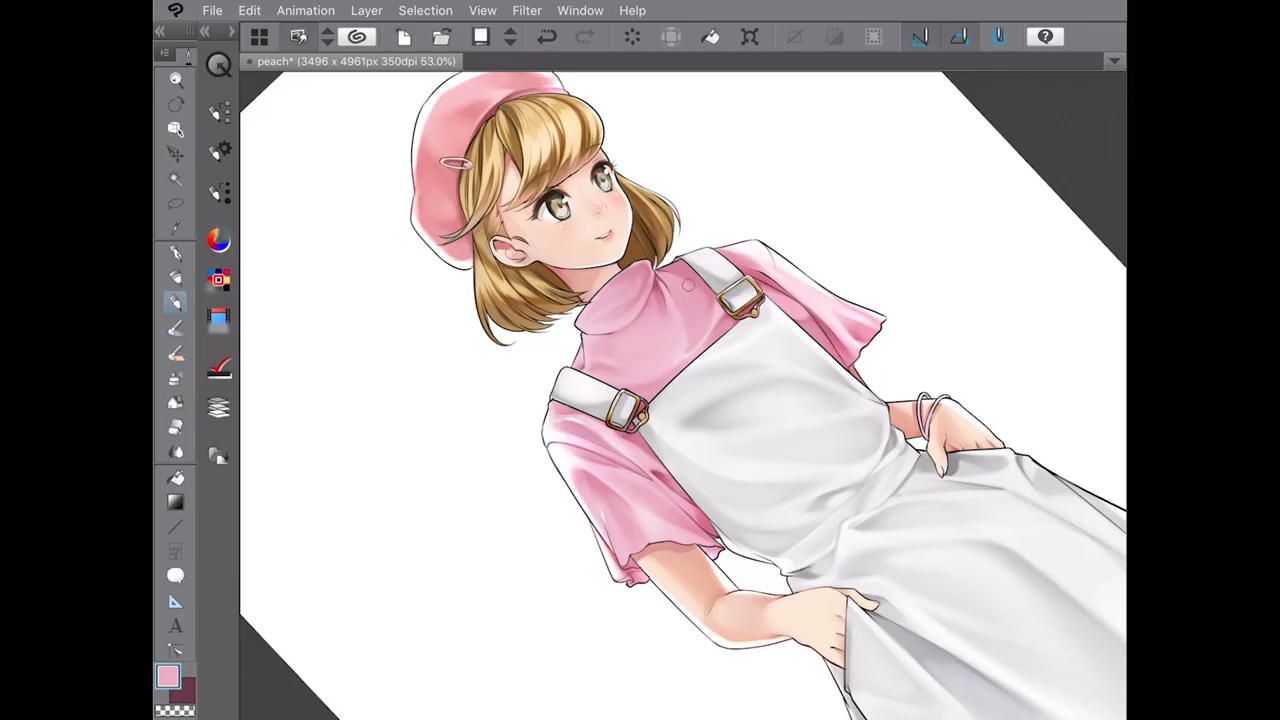 File Edit Animation Layer Selection View Filter Window Help
peach* (3496 x 4961px 350dpi 53.0%)